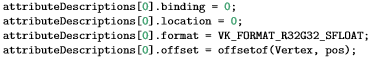 attributeDescriptions[0].binding = 0;
attributeDescriptions[0].location = 0;
attributeDescriptions[0].format = VK_FORMAT_R32G32_SFLOAT;
attributeDescriptions[0].offset = offsetof(Vertex, pos);